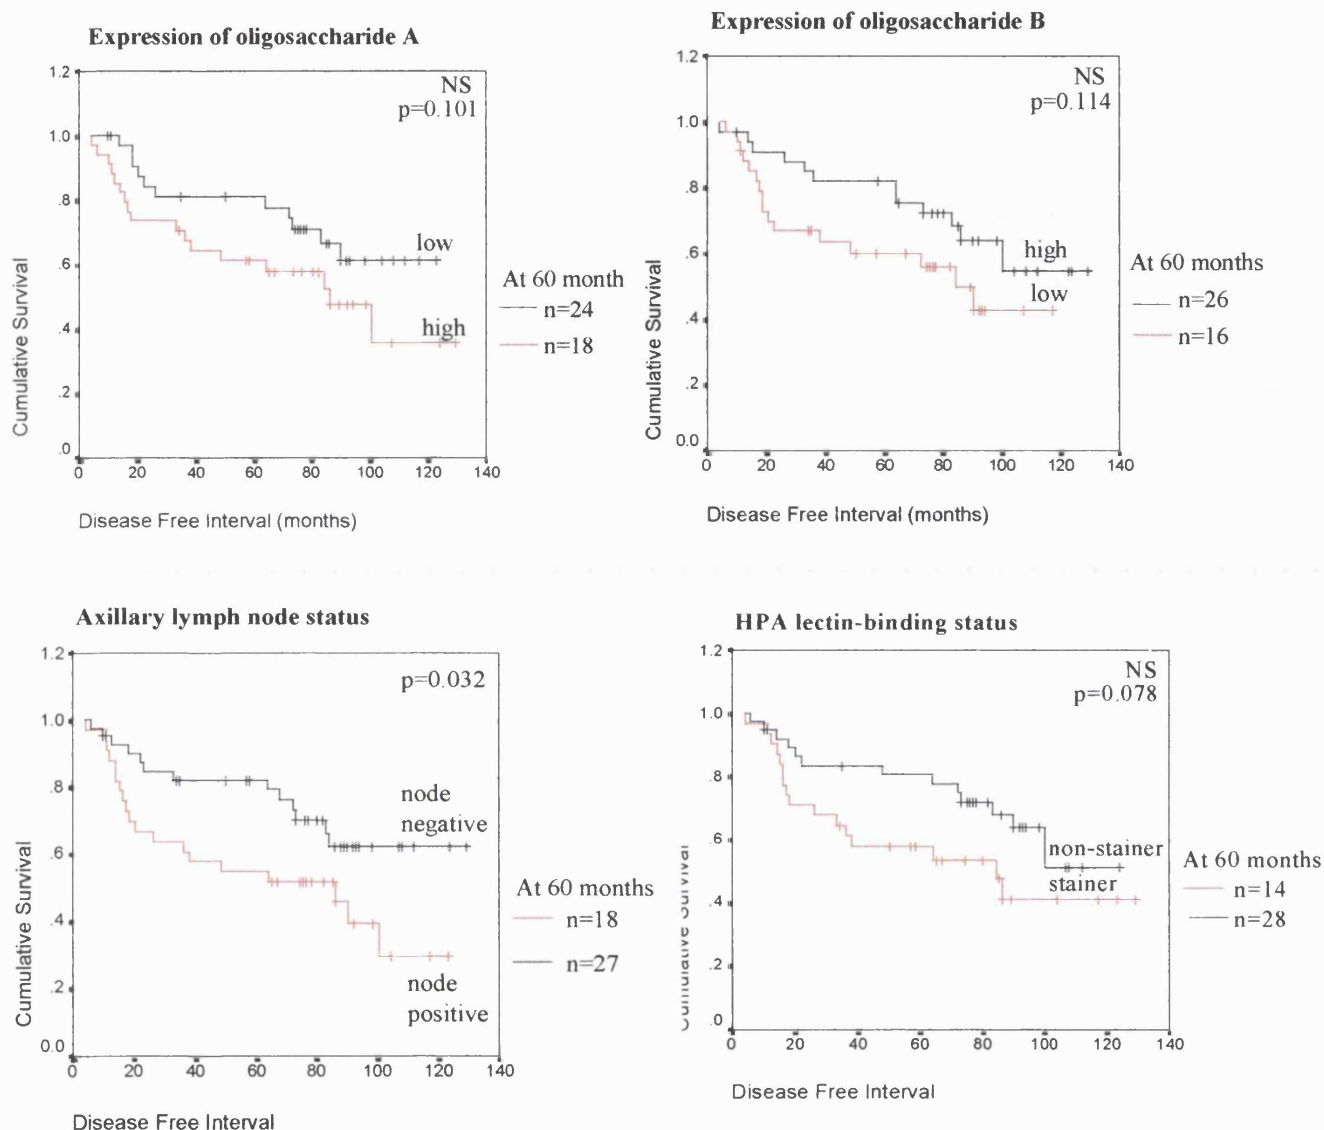 Expression of oligosaccharide A
1.2
1.0
.8
.6
.4
.2
.0
NS
p=0.101
low
high
Cumulative Survival
0 20 40 60 80 100 120 140
Disease Free Interval (months)
At 60 month
n=24
n=18
Expression of oligosaccharide B
1.2
1.0
.8
.6
.4
.2
0.0
NS
p=0.114
high
low
Cumulative Survival
0 20 40 60 80 100 120 140
Disease Free Interval (months)
At 60 months
n=26
n=16
Axillary lymph node status
1.2
1.0
.8
.6
.4
.2
0.0
p=0.032
node
negative
node
positive
Cumulative Survival
0 20 40 60 80 100 120 140
Disease Free Interval
At 60 months
n=18
n=27
HPA lectin-binding status
1.2
1.0
.8
.6
.4
.2
.0
NS
p=0.078
non-stainer
stainer
Cumulative Survival
0 20 40 60 80 100 120 140
Disease Free Interval
At 60 months
n=14
n=28